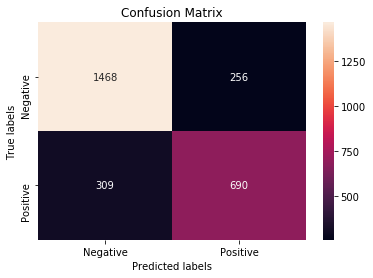 Confusion Matrix
True labels
Negative
Positive
1468
256
309
690
Negative
Positive
Predicted labels
1250
1000
750
500